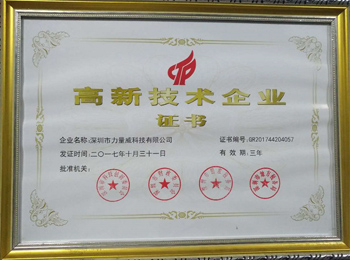 高新技术企业
证书
企业名称:深圳市力量威科技有限公司 证书编号:GR201744204057
发证时间:二〇一七年十月三十一日 有效期:三年
批准机关: